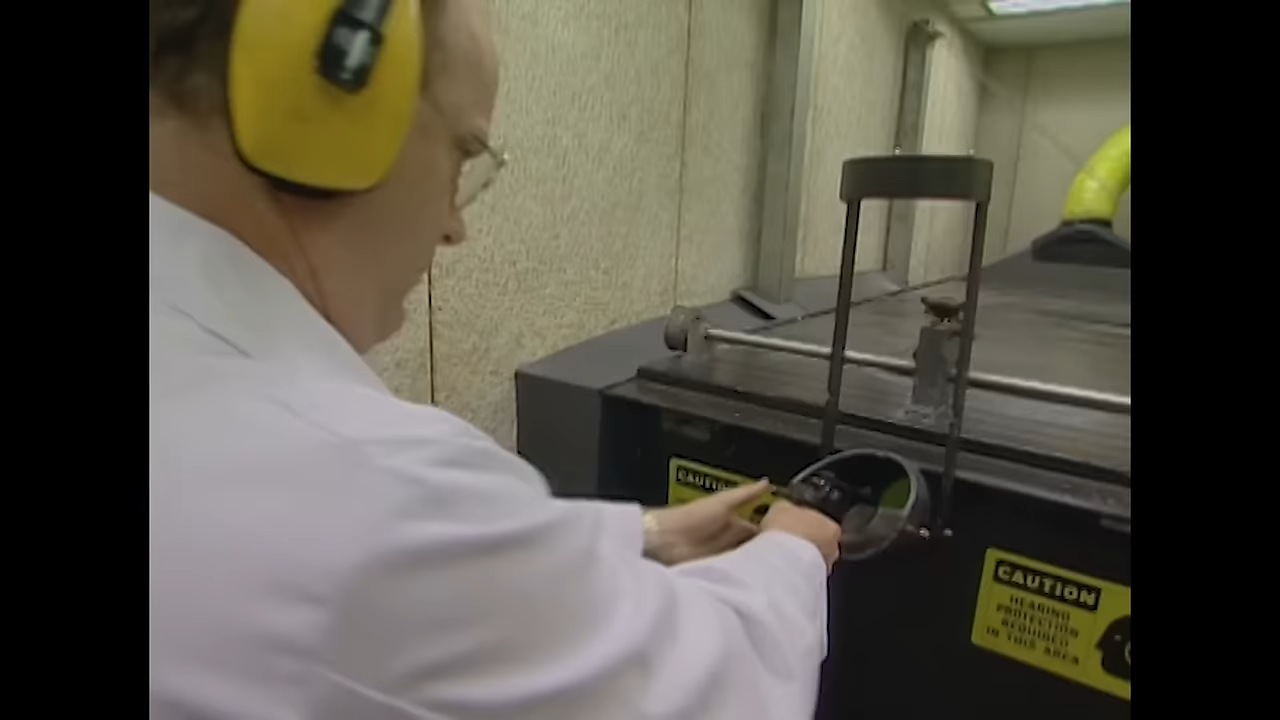 CAUTION
CAUTION
HEARING
PROTECTION
REQUIRED
IN THIS AREA